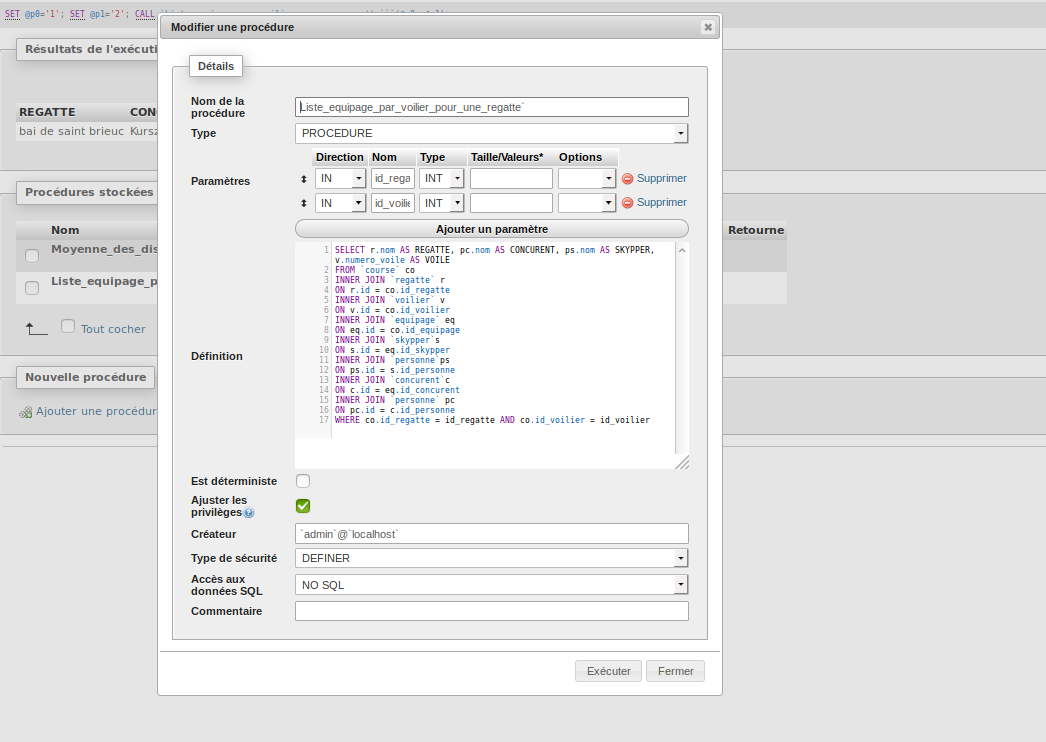 SET @p0='1'; SET @p1='2'; CALL
Modifier une procédure
Résultats de l'exécuti
REGATTE CON
bai de saint brieuc Kursz
Procédures stockées
Nom Retourne
Moyenne_des_dis
Liste_equipage_p
Tout cocher
Nouvelle procédure
Ajouter une procédur
Détails
Nom de la procédure
Liste_equipage_par_voilier_pour_une_regatte`
Type PROCEDURE
Direction Nom Type Taille/Valeurs* Options
Paramètres
IN id_rega INT Supprimer
IN id_voilie INT Supprimer
Ajouter un paramètre
Définition
1 SELECT r.nom AS REGATTE, pc.nom AS CONCURENT, ps.nom AS SKYPPER,
v.numero_voile AS VOILE
2 FROM `course` co
3 INNER JOIN `regatte` r
4 ON r.id = co.id_regatte
5 INNER JOIN `voilier` v
6 ON v.id = co.id_voilier
7 INNER JOIN `equipage` eq
8 ON eq.id = co.id_equipage
9 INNER JOIN `skypper`s
10 ON s.id = eq.id_skypper
11 INNER JOIN `personne`ps
12 ON ps.id = s.id_personne
13 INNER JOIN `concurent`c
14 ON c.id = eq.id_concurent
15 INNER JOIN `personne` pc
16 ON pc.id = c.id_personne
17 WHERE co.id_regatte = id_regatte AND co.id_voilier = id_voilier
Est déterministe
Ajuster les
privilèges
Créateur `admin`@`localhost`
Type de sécurité DEFINER
Accès aux
données SQL NO SQL
Commentaire
Exécuter Fermer